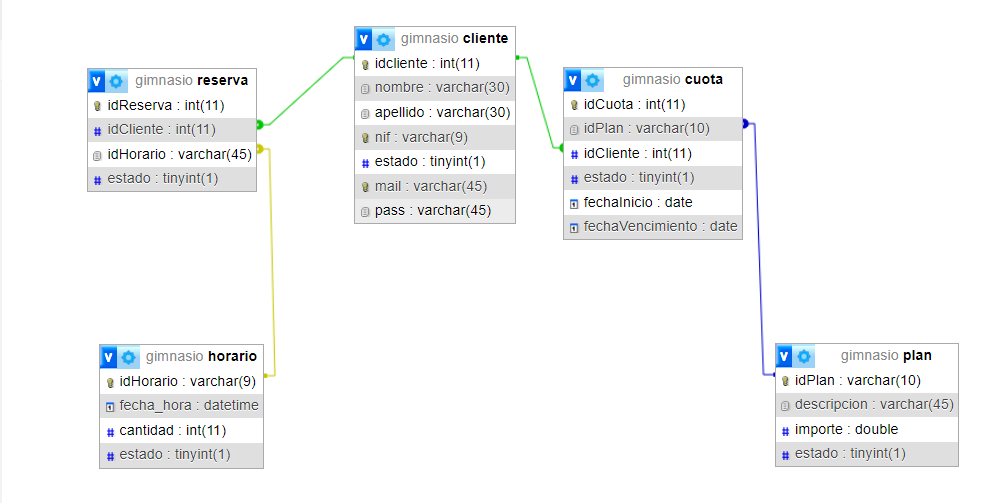 gimnasio cliente
idcliente : int(11)
nombre : varchar(30)
apellido : varchar(30)
nif : varchar(9)
estado : tinyint(1)
mail : varchar(45)
pass : varchar(45)
gimnasio reserva
idReserva : int(11)
idCliente : int(11)
idHorario : varchar(45)
estado : tinyint(1)
gimnasio cuota
idCuota : int(11)
idPlan : varchar(10)
idCliente : int(11)
estado : tinyint(1)
fechaInicio : date
fechaVencimiento : date
gimnasio horario
idHorario : varchar(9)
fecha_hora : datetime
cantidad : int(11)
estado : tinyint(1)
gimnasio plan
idPlan : varchar(10)
descripcion : varchar(45)
importe : double
estado : tinyint(1)